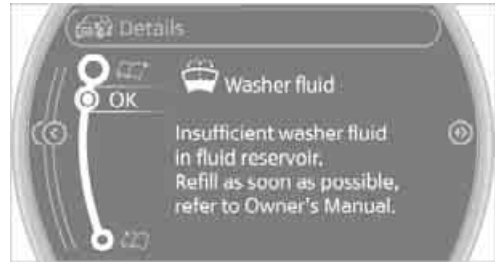 Details
Washer fluid
OK
Insufficient washer fluid
in fluid reservoir.
Refill as soon as possible,
refer to Owner's Manual.